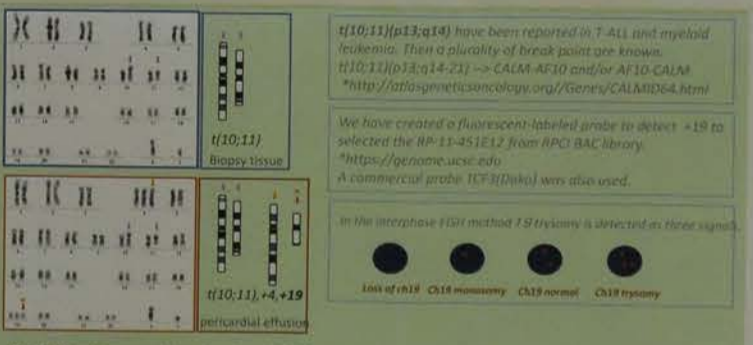 t(10;11)
Biopsy tissue
t(10;11),+4,+19
pericardial effusion
t(10;11)(p13;q14) have been reported in T-ALL and myeloid
leukemia. Then a plurality of break point are known.
t(10;11)(p13;q14-21) --> CALM-AF10 and/or AF10-CALM
*http://atlasgeneticsoncology.org//Genes/CALMID64.html
We have created a fluorescent-labeled probe to detect +19 to
selected the RP-11-451E12 from RPCI BAC library.
*https://genome.ucsc.edu
A commercial probe TCF3(Dako) was also used.
In the interphase FISH method 19 trysomy is detected as three signals.
Loss of ch19 Ch19 monosomy Ch19 normal Ch19 trysomy